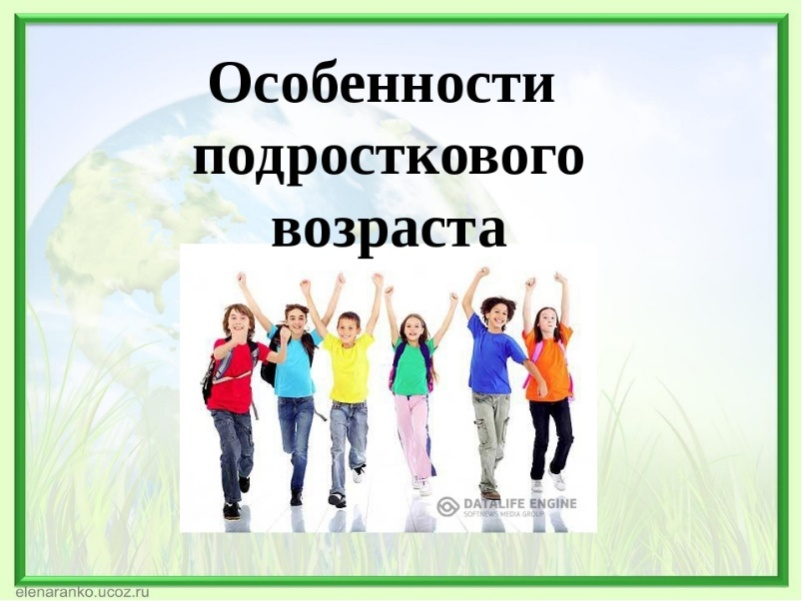 Особенности
подросткового
возраста
DATALIFE ENGINE
SOFTNEWS MEDIA GROUP
elenaranko.ucoz.ru